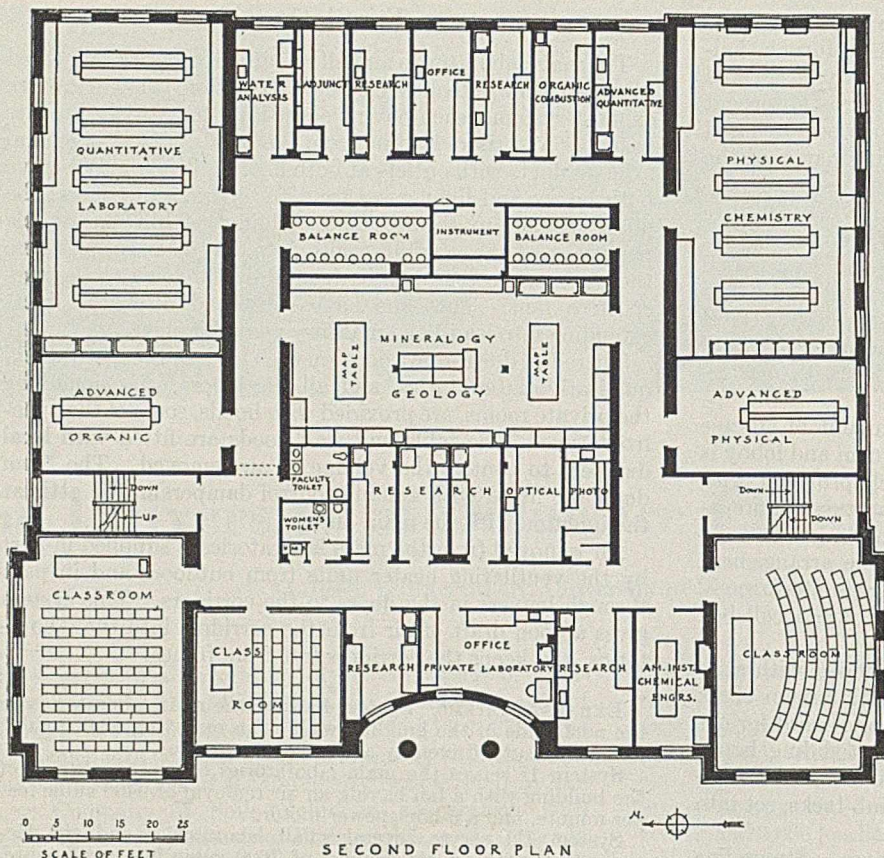 WATER
ANALYSIS
ADJUNCT
RESEARCH
OFFICE
RESEARCH
ORGANIC
COMBUSTION
ADVANCED
QUANTITATIVE
QUANTITATIVE
LABORATORY
PHYSICAL
CHEMISTRY
BALANCE ROOM
INSTRUMENT
BALANCE ROOM
MINERALOGY
MAP
TABLE
MAP
TABLE
GEOLOGY
ADVANCED
ORGANIC
ADVANCED
PHYSICAL
FACULTY
TOILET
RESEARCH
OPTICAL
PHOTO
WOMENS
TOILET
DOWN
UP
DOWN
DOWN
CLASSROOM
CLASS
ROOM
RESEARCH
OFFICE
PRIVATE LABORATORY
RESEARCH
AM. INST.
CHEMICAL
ENGRS.
CLASS ROOM
N.
0 5 10 15 20 25
SCALE OF FEET
SECOND FLOOR PLAN